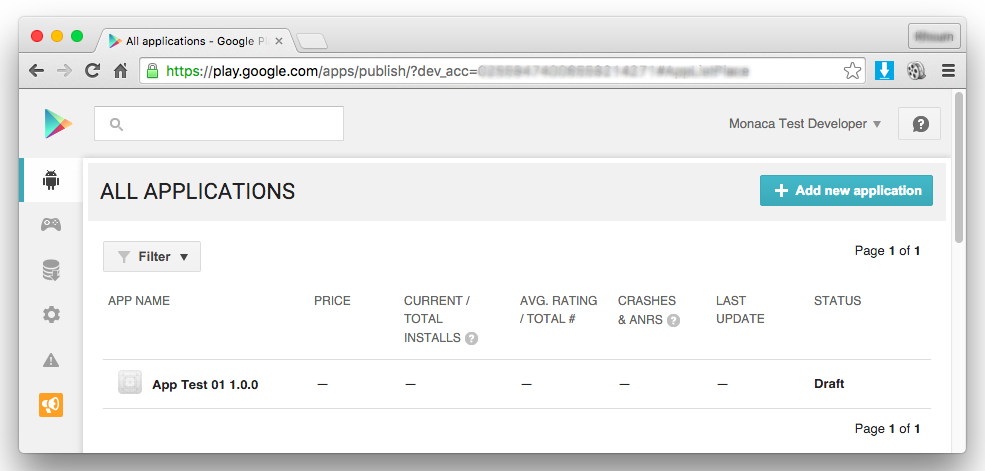 All applications - Google Pl
https://play.google.com/apps/publish/?dev_acc=
Monaca Test Developer
ALL APPLICATIONS
Add new application
Filter
Page 1 of 1
APP NAME
PRICE
CURRENT /
TOTAL
INSTALLS ?
AVG. RATING
/ TOTAL #
CRASHES
& ANRS ?
LAST
UPDATE
STATUS
App Test 01 1.0.0 — — — — — Draft
Page 1 of 1